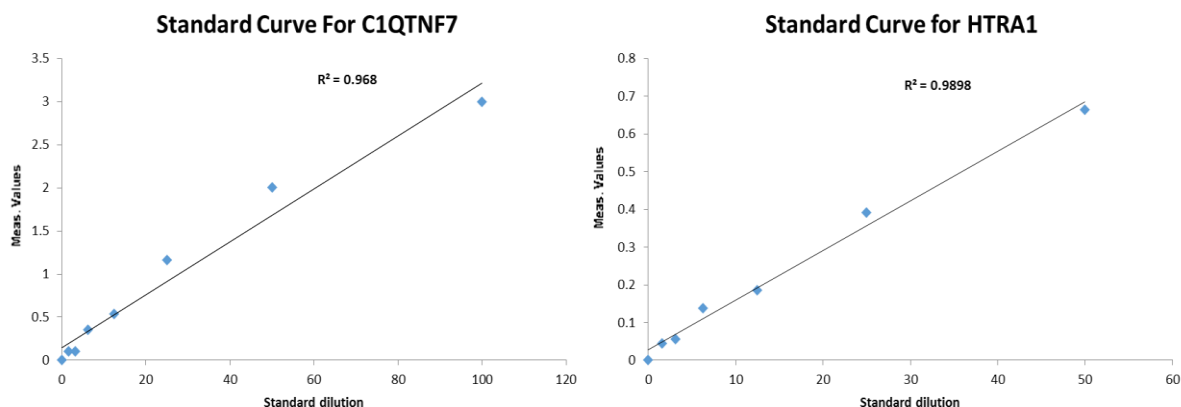 Standard Curve For C1QTNF7
3.5
3
2.5
2
1.5
1
0.5
0
Meas. Values
R² = 0.968
0 20 40 60 80 100 120
Standard dilution
Standard Curve for HTRA1
0.8
0.7
0.6
0.5
0.4
0.3
0.2
0.1
0
Meas. Values
R² = 0.9898
0 10 20 30 40 50 60
Standard dilution